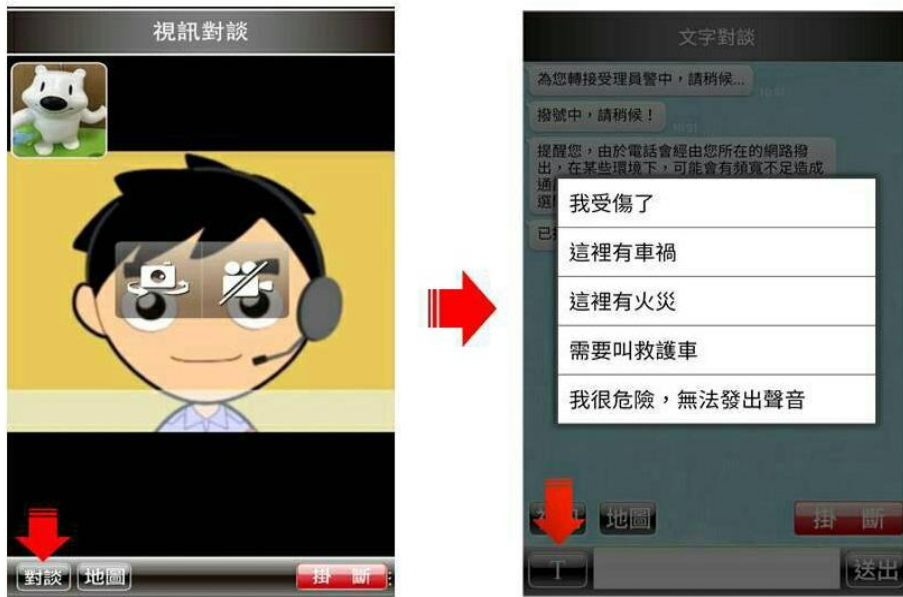 視訊對談
對談 地圖 掛 斷
文字對談
為您轉接受理員警中，請稍候...
10:51
撥號中，請稍候！
10:51
提醒您，由於電話會經由您所在的網路撥
出，在某些環境下，可能會有頻寬不足造成
我受傷了
這裡有車禍
這裡有火災
需要叫救護車
我很危險，無法發出聲音
地圖 掛 斷
T 送出